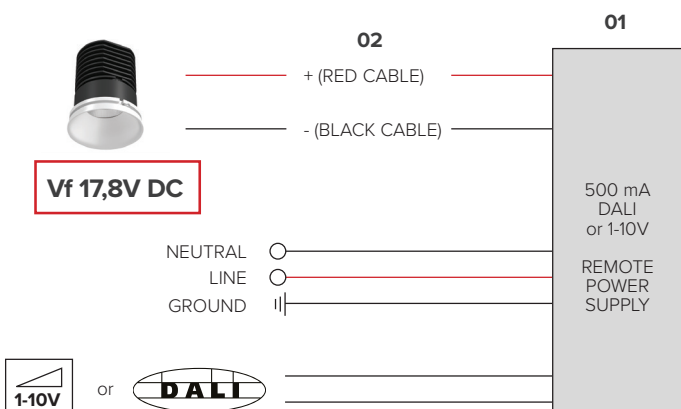 01
02
+ (RED CABLE)
- (BLACK CABLE)
Vf 17,8V DC
500 mA
DALI
or 1-10V
REMOTE
POWER
SUPPLY
NEUTRAL
LINE
GROUND
1-10V
or
DALI